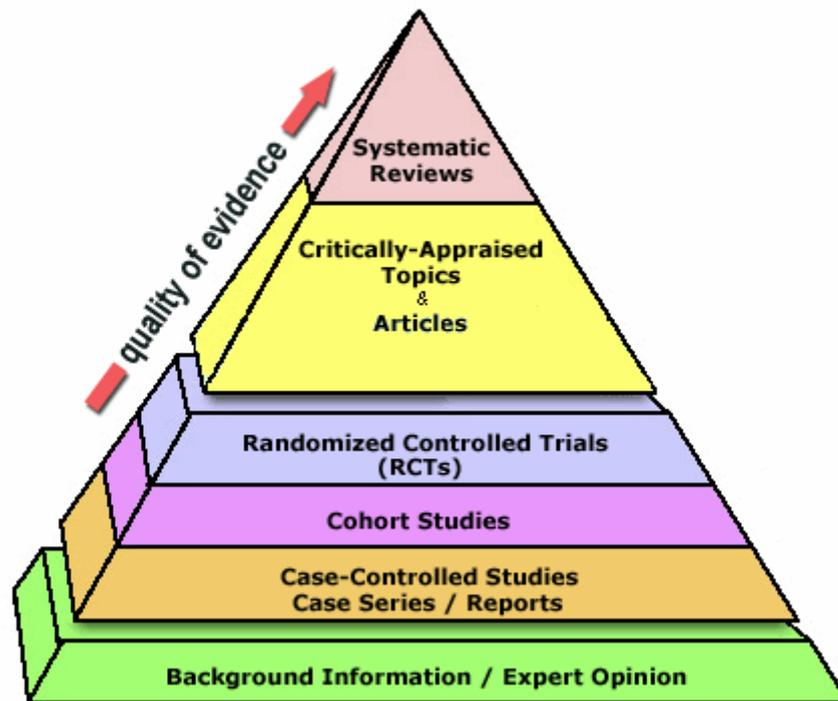 quality of evidence
Systematic
Reviews
Critically-Appraised
Topics
&
Articles
Randomized Controlled Trials
(RCTs)
Cohort Studies
Case-Controlled Studies
Case Series / Reports
Background Information / Expert Opinion